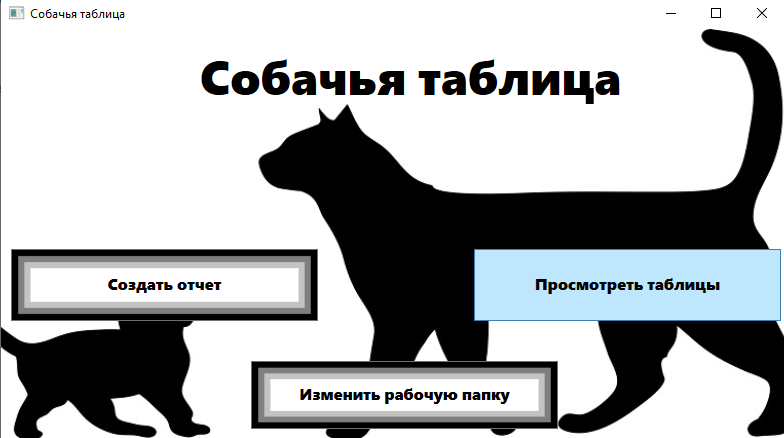 Собачья таблица
Собачья таблица
Создать отчет
Просмотреть таблицы
Изменить рабочую папку